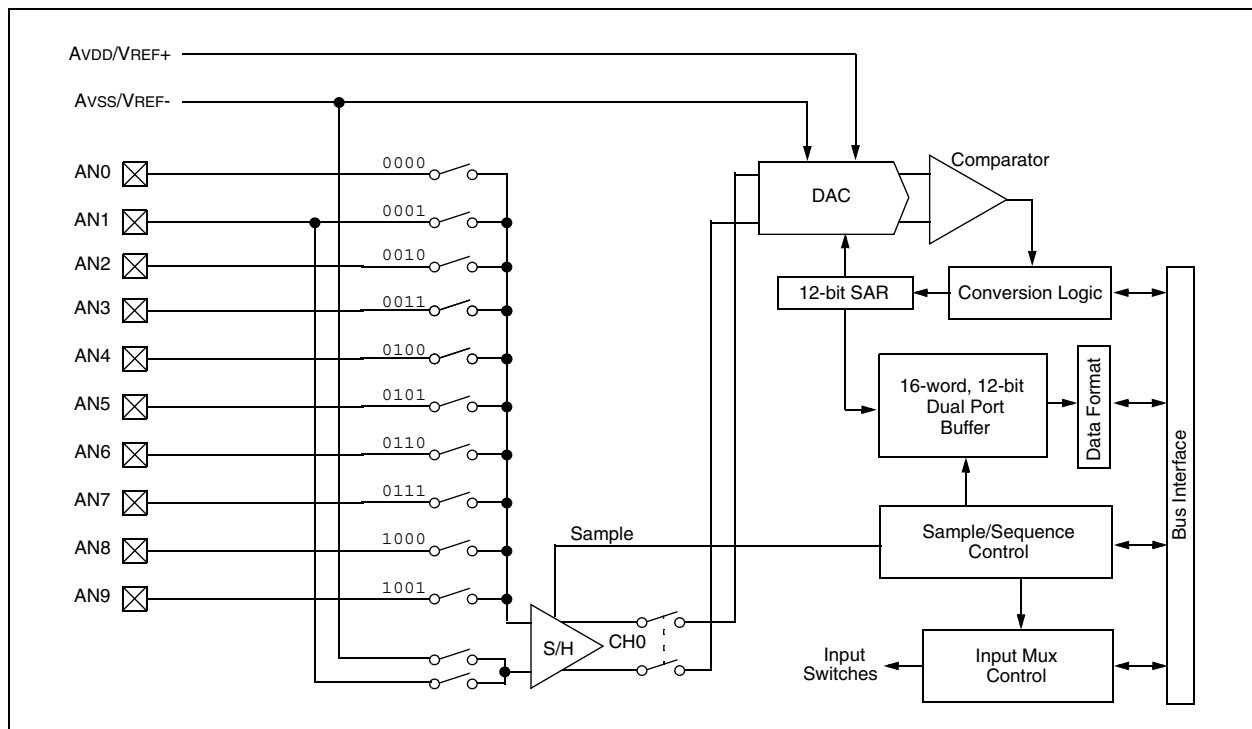 AVDD/VREF+
AVSS/VREF-
AN0
0000
AN1
0001
AN2
0010
AN3
0011
AN4
0100
AN5
0101
AN6
0110
AN7
0111
AN8
1000
AN9
1001
Sample
S/H
CH0
DAC
Comparator
12-bit SAR
Conversion Logic
16-word, 12-bit
Dual Port
Buffer
Data Format
Bus Interface
Sample/Sequence
Control
Input
Switches
Input Mux
Control